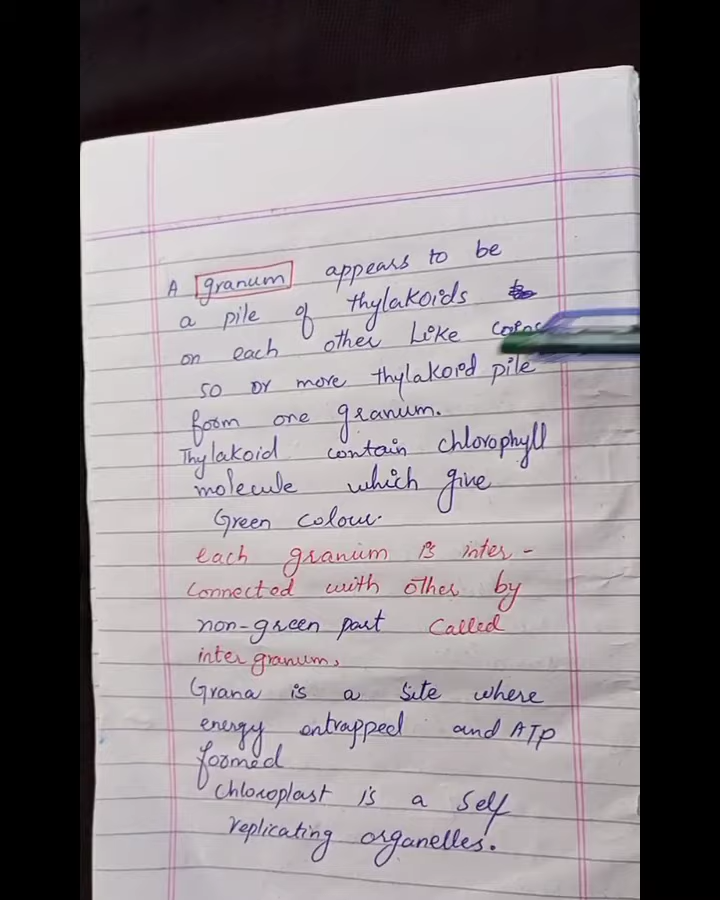 A granum appears to be
a pile of thylakoids
on each other Like coins
so or more thylakoid pile
form one granum.
Thylakoid contain chlorophyll
molecule which give
Green colour.
each granum is inter-
connected with other by
non-green part called
inter granum,
Grana is a site where
energy entrapped and ATP
formed
chloroplast is a self
replicating organelles.